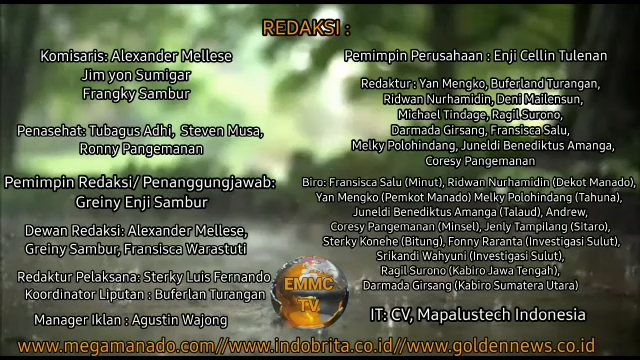 REDAKSI :
Komisaris: Alexander Mellese
Jim yon Sumigar
Frangky Sambur
Penasehat: Tubagus Adhi, Steven Musa,
Ronny Pangemanan
Pemimpin Redaksi/ Penanggungjawab:
Greiny Enji Sambur
Dewan Redaksi: Alexander Mellese,
Greiny Sambur, Fransisca Warastuti
Redaktur Pelaksana: Sterky Luis Fernando
Koordinator Liputan : Buferlan Turangan
Manager Iklan : Agustin Wajong
Pemimpin Perusahaan : Enji Cellin Tulenan
Redaktur : Yan Mengko, Buferland Turangan,
Ridwan Nurhamidin, Deni Mailensun,
Michael Tindage, Ragil Surono,
Darmada Girsang, Fransisca Salu,
Melky Polohindang, Juneldi Benediktus Amanga,
Coresy Pangemanan
Biro: Fransisca Salu (Minut), Ridwan Nurhamidin (Dekot Manado),
Yan Mengko (Pemkot Manado) Melky Polohindang (Tahuna),
Juneldi Benediktus Amanga (Talaud), Andrew,
Coresy Pangemanan (Minsel), Jenly Tampilang (Sitaro),
Sterky Konehe (Bitung), Fonny Raranta (Investigasi Sulut),
Srikandi Wahyuni (Investigasi Sulut),
Ragil Surono (Kabiro Jawa Tengah),
Darmada Girsang (Kabiro Sumatera Utara)
IT: CV, Mapalustech Indonesia
EMMC
TV
www.megamanado.com//www.indobrita.co.id//www.goldennews.co.id